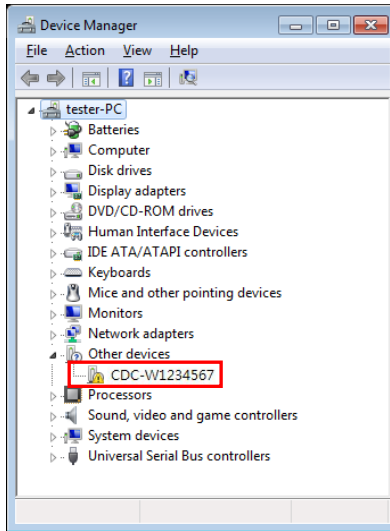 Device Manager
File Action View Help
tester-PC
Batteries
Computer
Disk drives
Display adapters
DVD/CD-ROM drives
Human Interface Devices
IDE ATA/ATAPI controllers
Keyboards
Mice and other pointing devices
Monitors
Network adapters
Other devices
CDC-W1234567
Processors
Sound, video and game controllers
System devices
Universal Serial Bus controllers